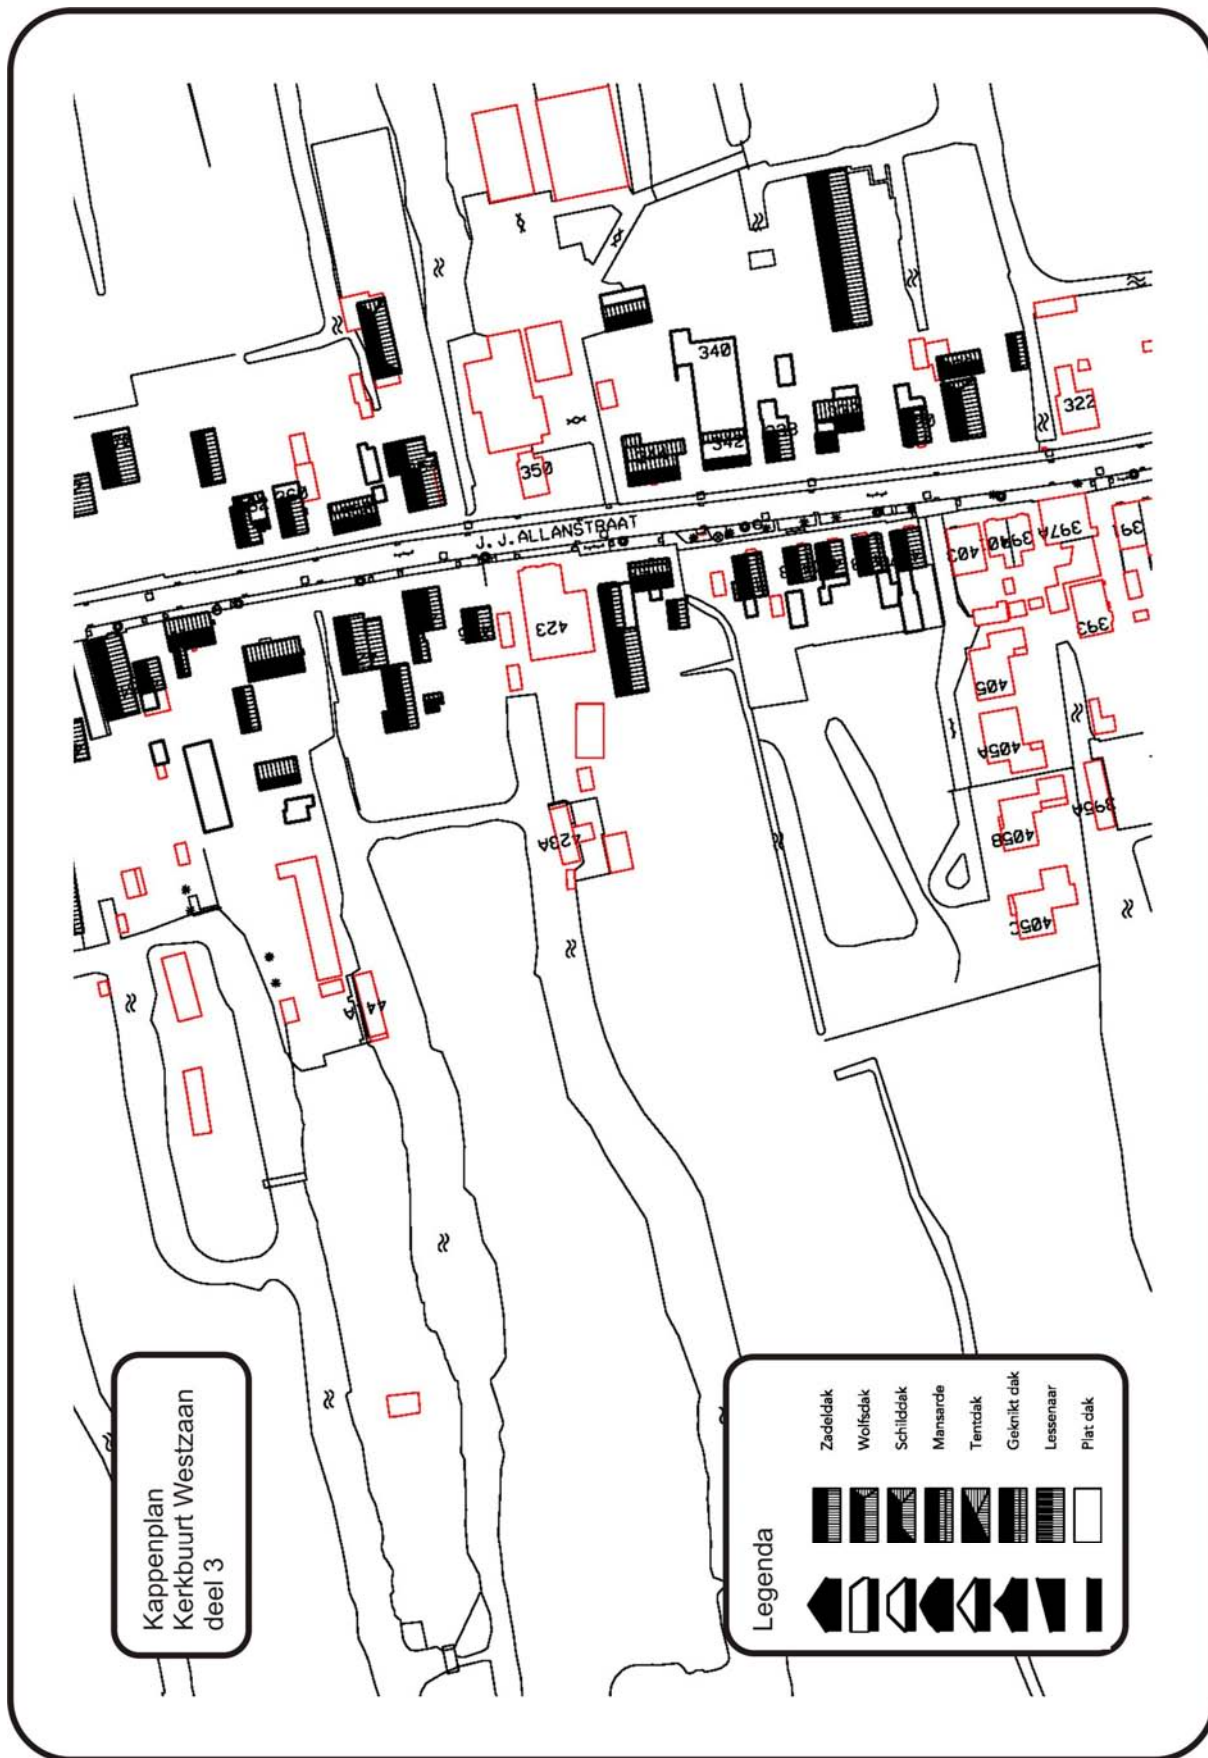 Kappenplan
Kerkbuurt Westzaan
deel 3
J.J.ALLANSTRAAT
350
340
342
322
423
423A
403
397A
393
405
405A
405B
405C
395A
Legenda
Zadeldak
Wolfsdak
Schilddak
Mansarde
Tentdak
Geknikt dak
Lessenaar
Plat dak